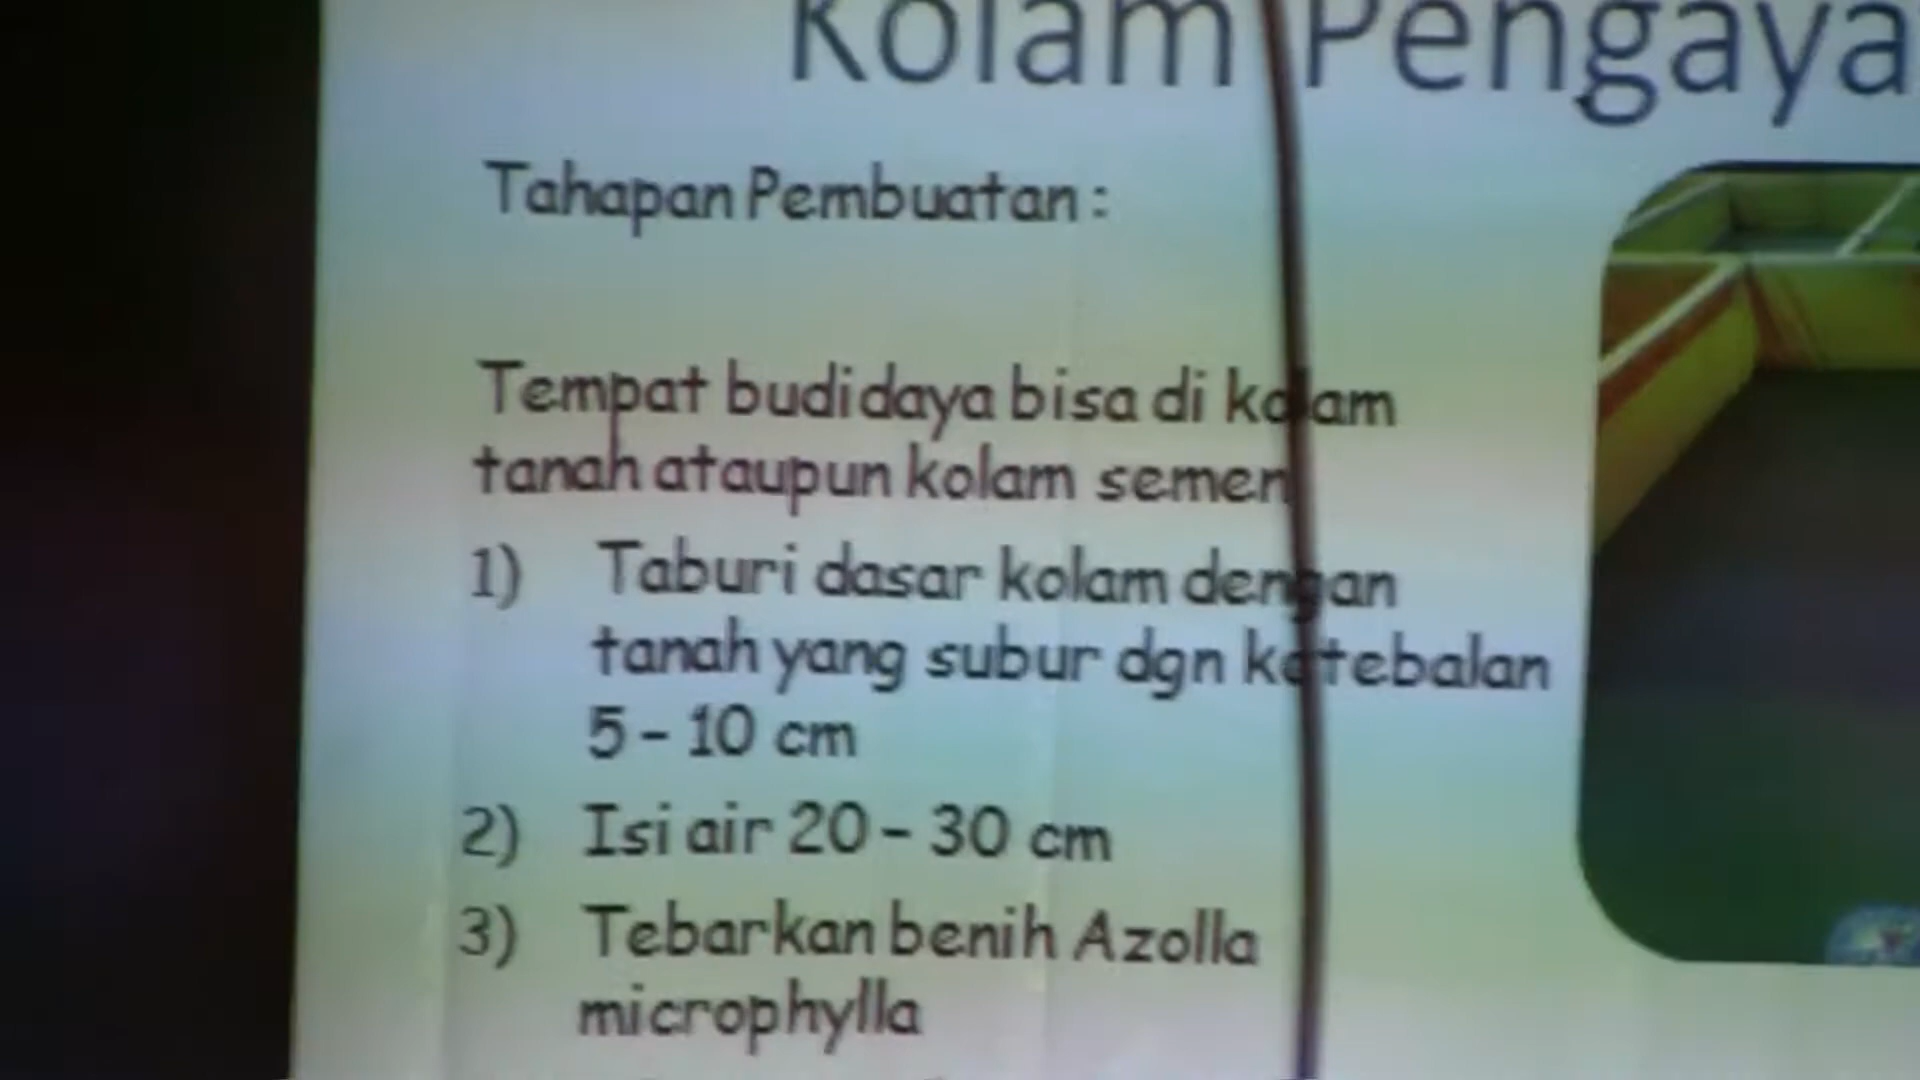 Kolam Pengaya
Tahapan Pembuatan :
Tempat budidaya bisa di kolam
tanah ataupun kolam semen
1) Taburi dasar kolam dengan
tanah yang subur dgn ketebalan
5 - 10 cm
2) Isi air 20 - 30 cm
3) Tebarkan benih Azolla
microphylla